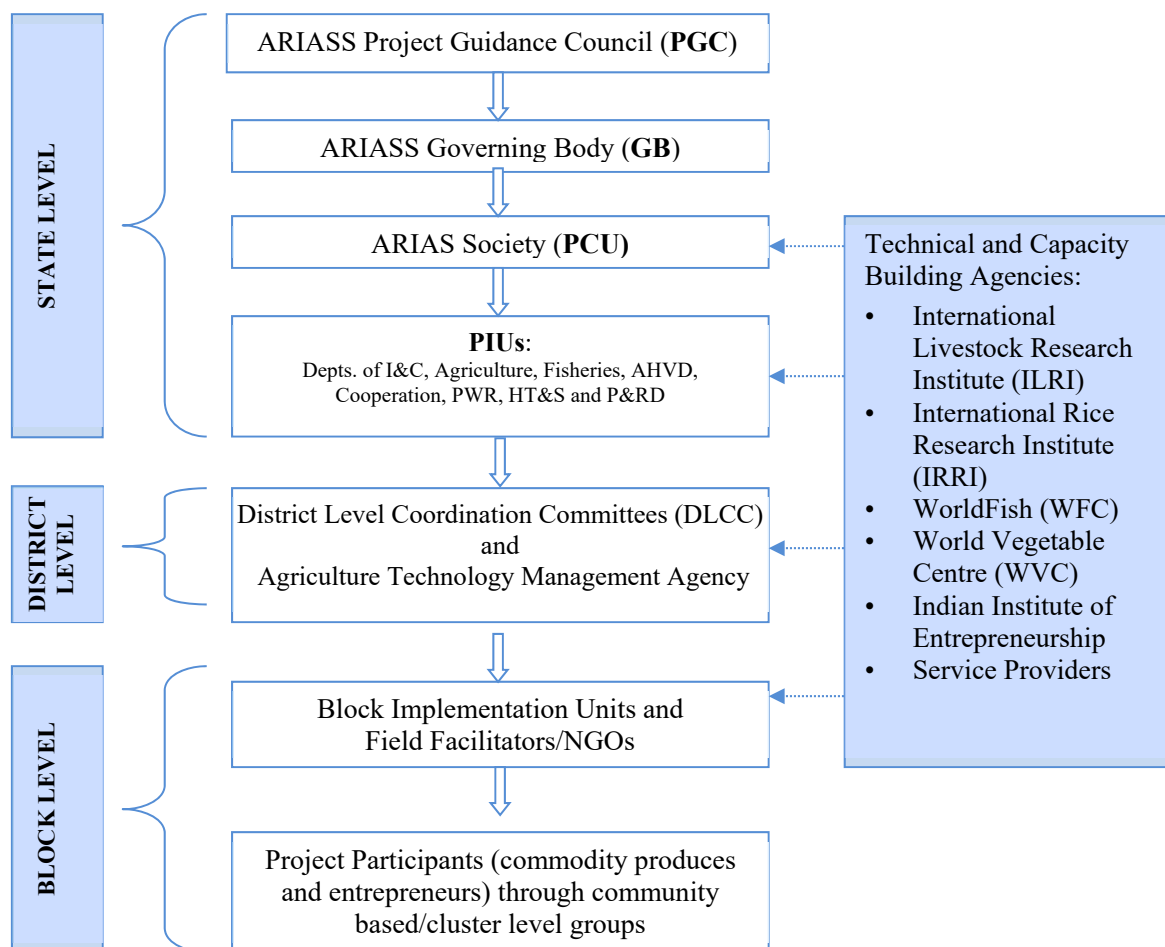 STATE LEVEL
ARIASS Project Guidance Council (PGC)
ARIASS Governing Body (GB)
ARIAS Society (PCU)
PIUs:
Depts. of I&C, Agriculture, Fisheries, AHVD,
Cooperation, PWR, HT&S and P&RD
DISTRICT
LEVEL
District Level Coordination Committees (DLCC)
and
Agriculture Technology Management Agency
BLOCK LEVEL
Block Implementation Units and
Field Facilitators/NGOs
Project Participants (commodity produces
and entrepreneurs) through community
based/cluster level groups
Technical and Capacity
Building Agencies:
• International
Livestock Research
Institute (ILRI)
• International Rice
Research Institute
(IRRI)
• WorldFish (WFC)
• World Vegetable
Centre (WVC)
• Indian Institute of
Entrepreneurship
• Service Providers